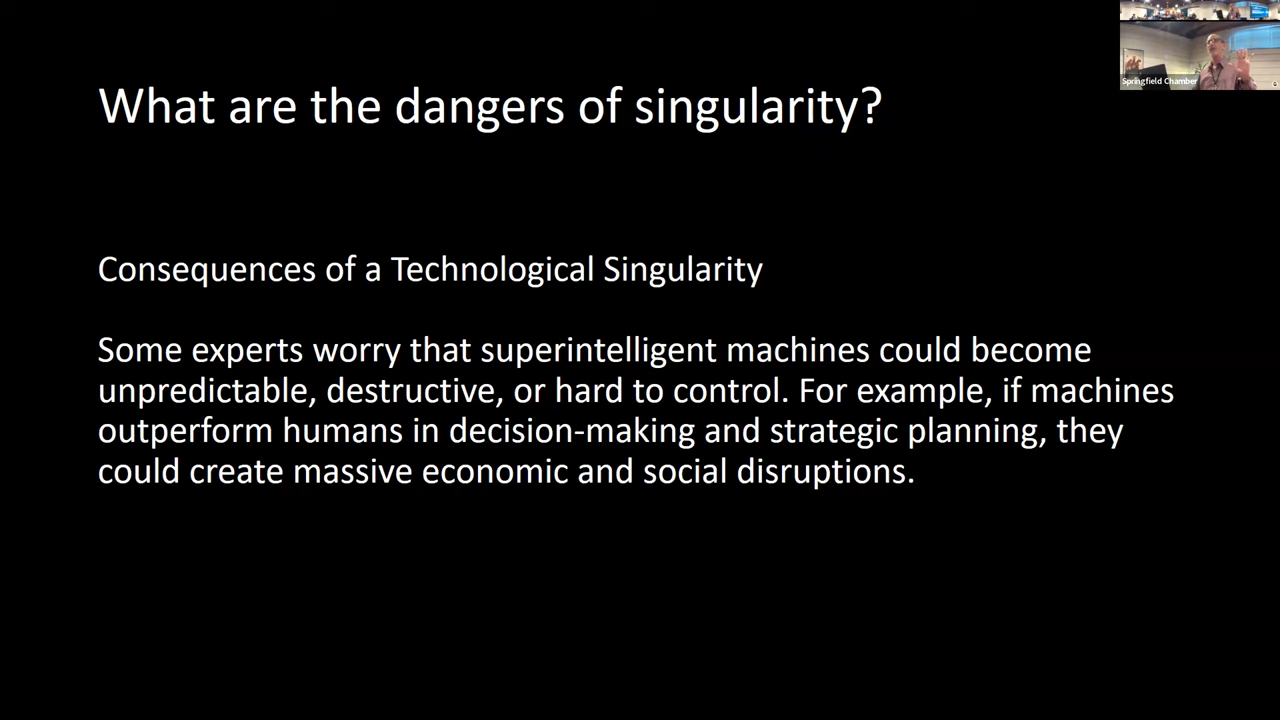 What are the dangers of singularity?
Consequences of a Technological Singularity
Some experts worry that superintelligent machines could become
unpredictable, destructive, or hard to control. For example, if machines
outperform humans in decision-making and strategic planning, they
could create massive economic and social disruptions.
Springfield Chamber